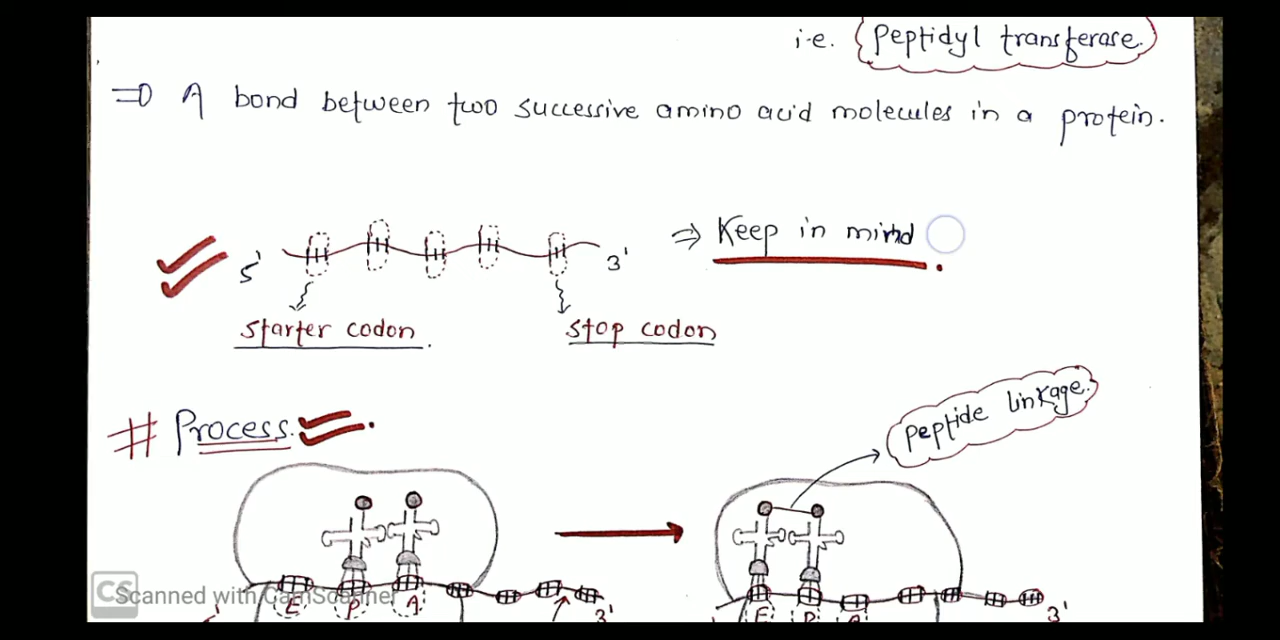 i.e. Peptidyl transferase.
⇒ A bond between two successive amino acid molecules in a protein.
5' 3' ⇒ Keep in mind
Starter codon. Stop codon
# Process.
Peptide linkage.
E P A 3' E P A 3'
CS Scanned with CamScanner